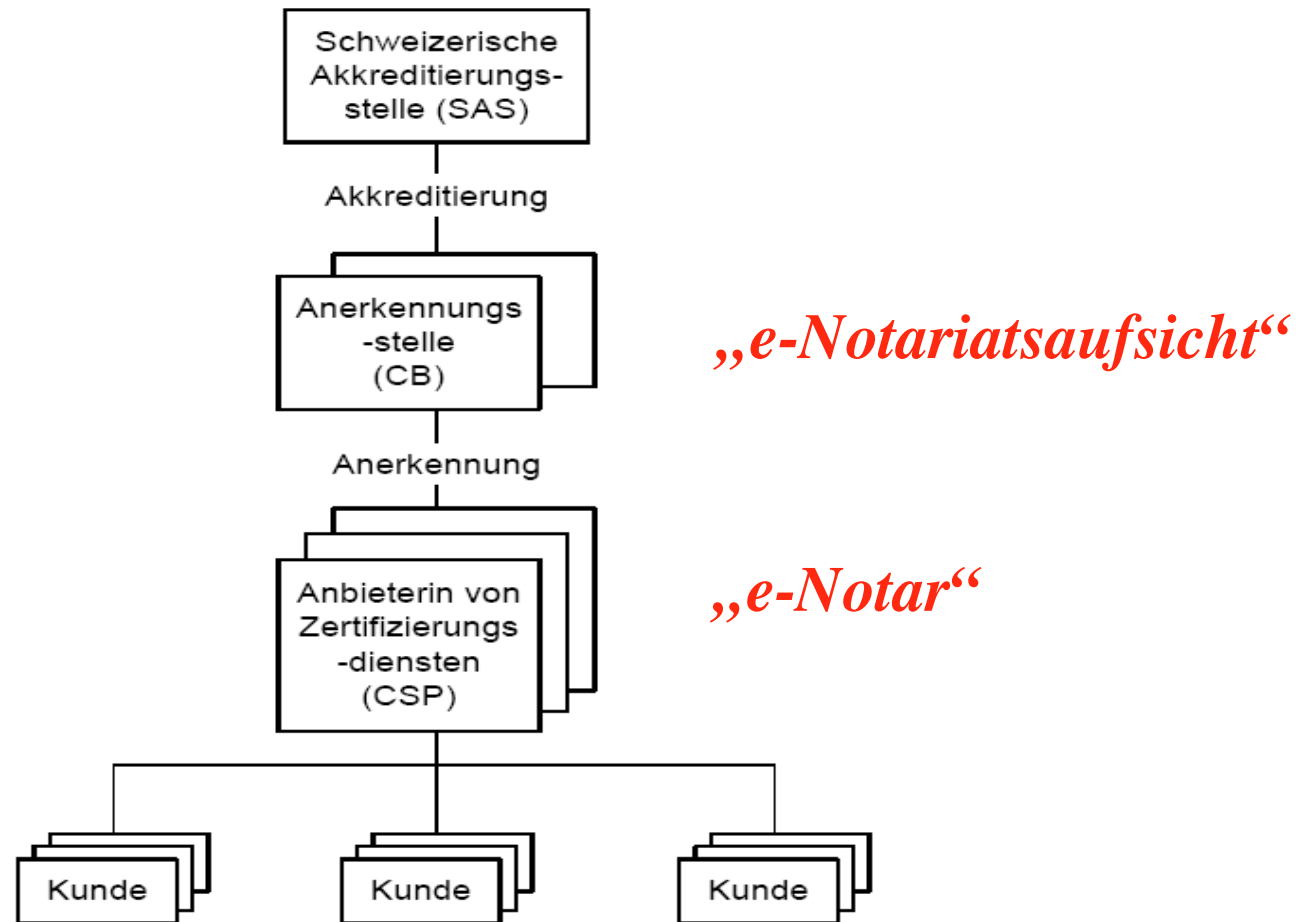 Schweizerische
Akkreditierungs-
stelle (SAS)
Akkreditierung
Anerkennungs
-stelle
(CB)
„e-Notariatsaufsicht“
Anerkennung
Anbieterin von
Zertifizierungs
-diensten
(CSP)
„e-Notar“
Kunde
Kunde
Kunde